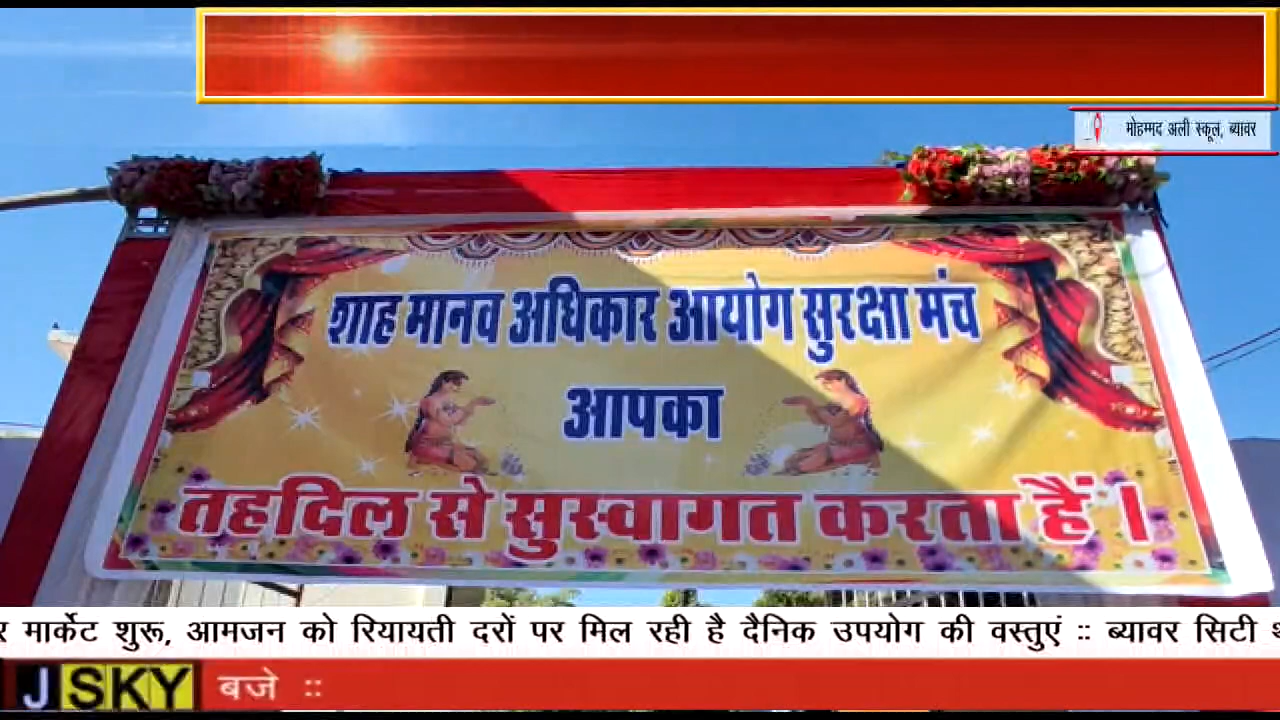 मोहम्मद अली स्कूल, ब्यावर
शाह मानव अधिकार आयोग सुरक्षा मंच
आपका
तहदिल से सुस्वागत करता हैं।
मार्केट शुरू, आमजन को रियायती दरों पर मिल रही है दैनिक उपयोग की वस्तुएं :: ब्यावर सिटी
JSKY बजे ::